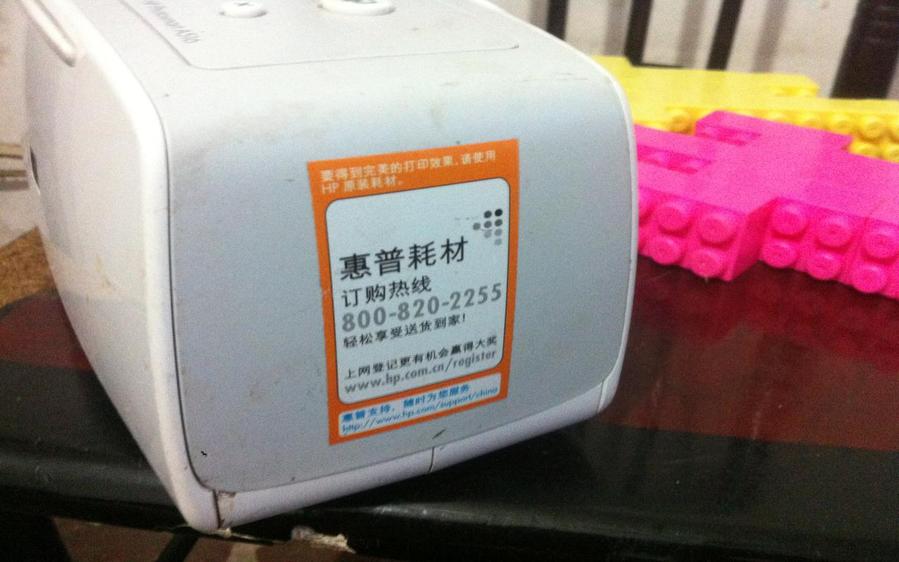 要得到完美的打印效果，请使用
HP 原装耗材。
惠普耗材
订购热线
800-820-2255
轻松享受送货到家！
上网登记更有机会赢得大奖
www.hp.com.cn/register
惠普支持，随时为您服务
http://www.hp.com/support/china